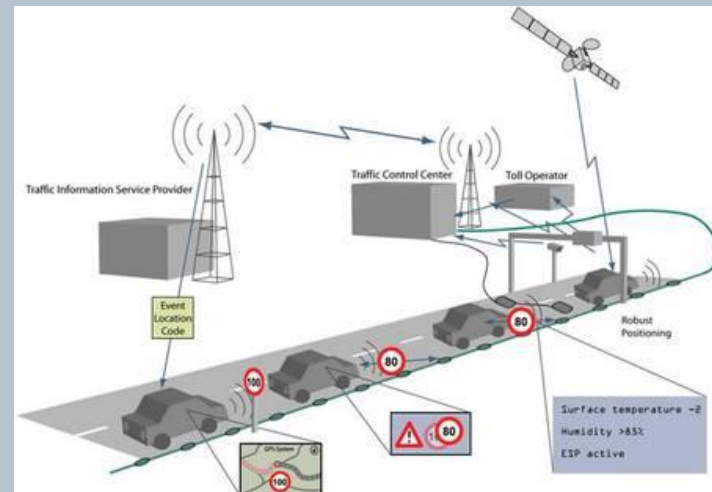 Traffic Information Service Provider
Traffic Control Center
Toll Operator
Event
Location
Code
Robust
Positioning
100
80
80
80
GPS-System
100
Surface temperature -2
Humidity >85%
ESP active